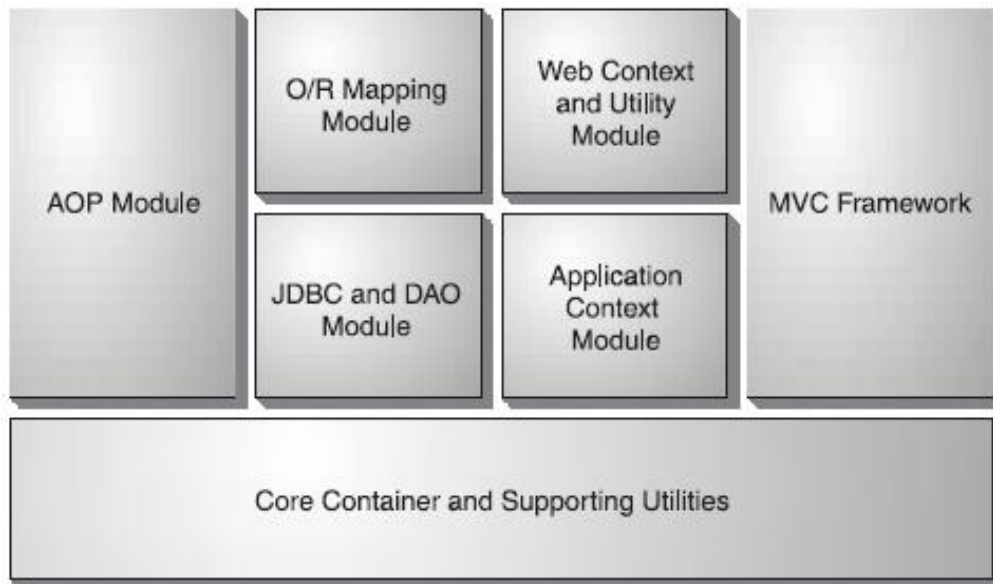 AOP Module
O/R Mapping
Module
Web Context
and Utility
Module
MVC Framework
JDBC and DAO
Module
Application
Context
Module
Core Container and Supporting Utilities